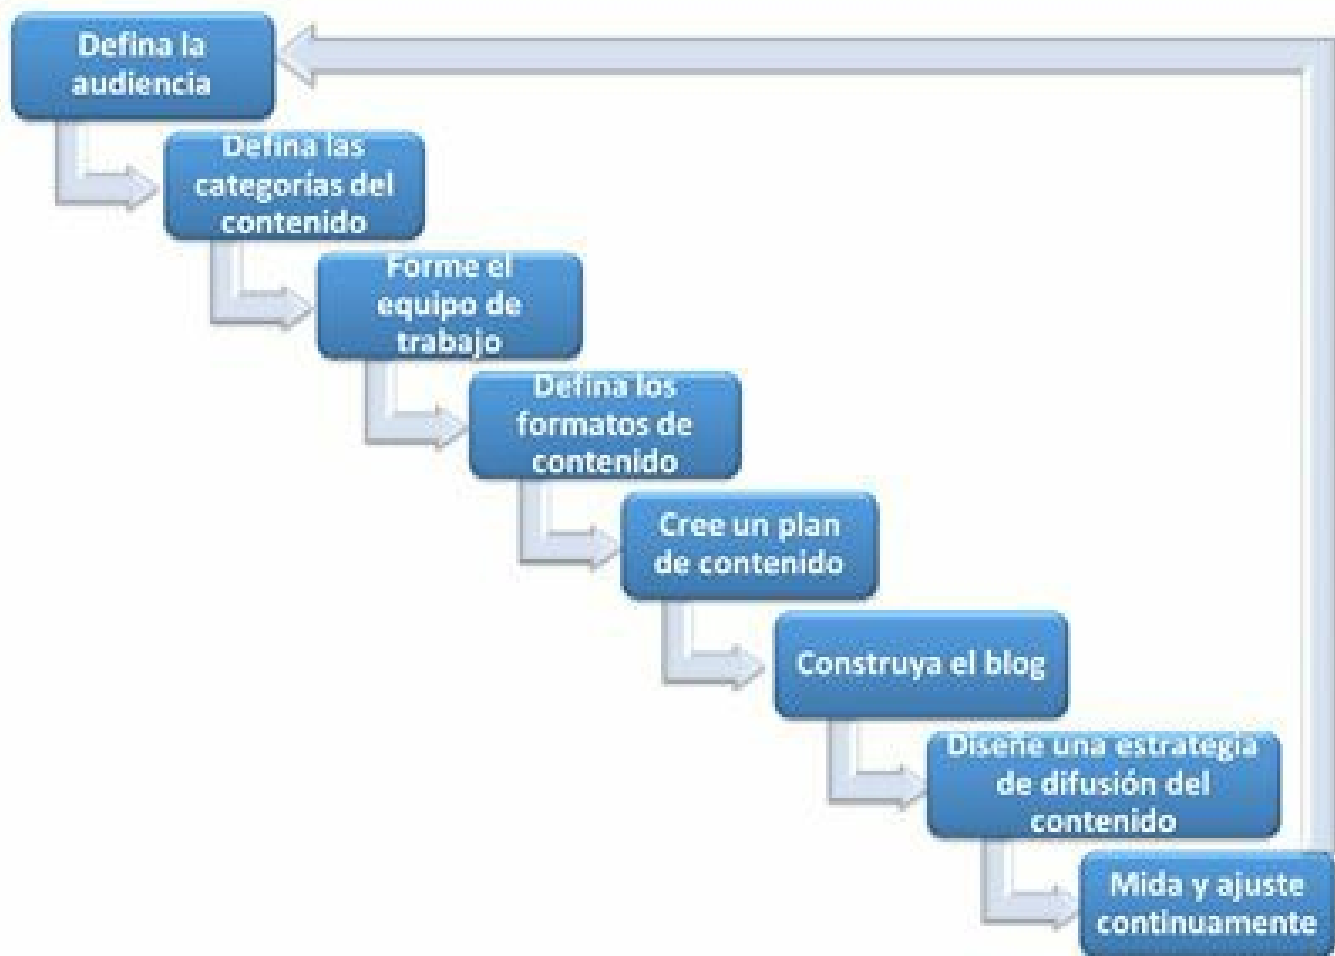 Defina la
audiencia
Defina las
categorías del
contenido
Forme el
equipo de
trabajo
Defina los
formatos de
contenido
Cree un plan
de contenido
Construya el blog
Diseñe una estrategia
de difusión del
contenido
Mida y ajuste
continuamente